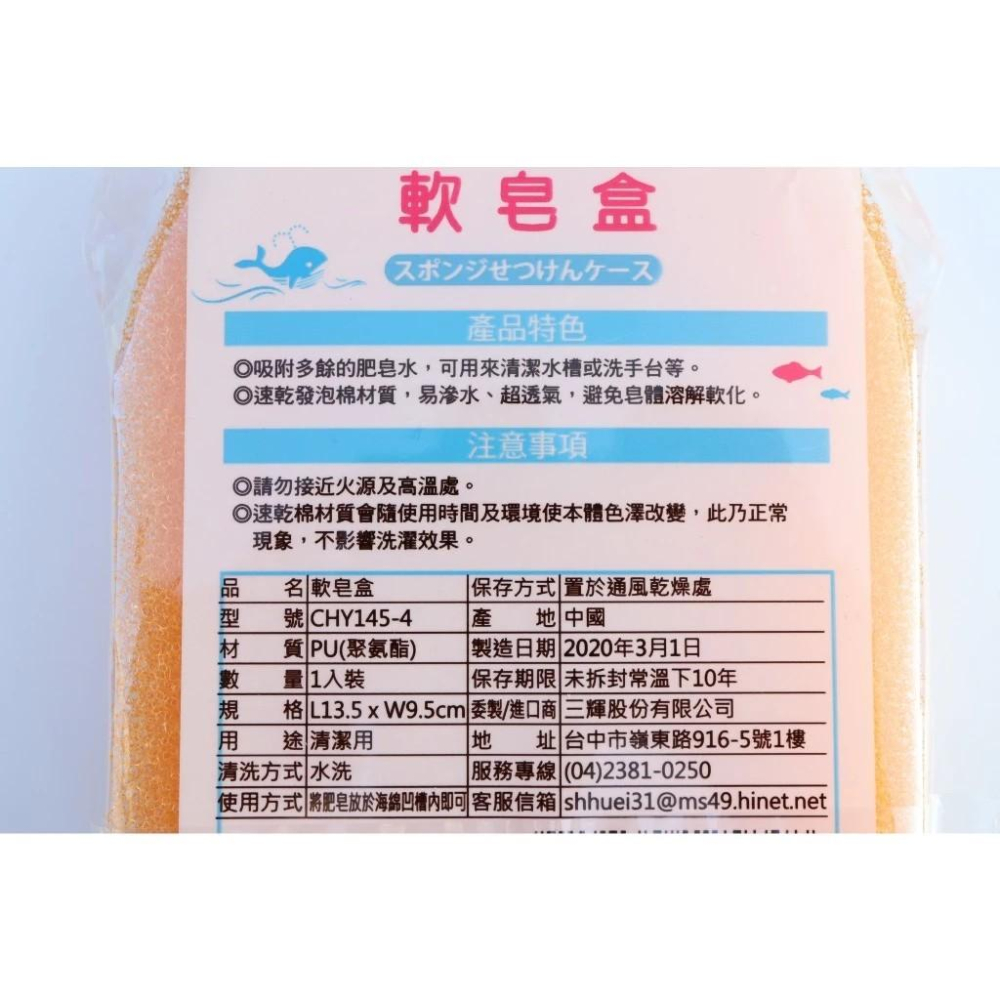 軟皂盒
スポンジせつけんケース
產品特色
◎吸附多餘的肥皂水，可用來清潔水槽或洗手台等。
◎速乾發泡棉材質，易滲水、超透氣，避免皂體溶解軟化。
注意事項
◎請勿接近火源及高溫處。
◎速乾棉材質會隨使用時間及環境使本體色澤改變，此乃正常
現象，不影響洗濯效果。
品 名 軟皂盒 保存方式 置於通風乾燥處
型 號 CHY145-4 產 地 中國
材 質 PU(聚氨酯) 製造日期 2020年3月1日
數 量 1入裝 保存期限 未拆封常溫下10年
規 格 L13.5 x W9.5cm 委製/進口商 三輝股份有限公司
用 途 清潔用 地 址 台中市嶺東路916-5號1樓
清洗方式 水洗 服務專線 (04)2381-0250
使用方式 將肥皂放於海綿凹槽內即可 客服信箱 shhuei31@ms49.hinet.net